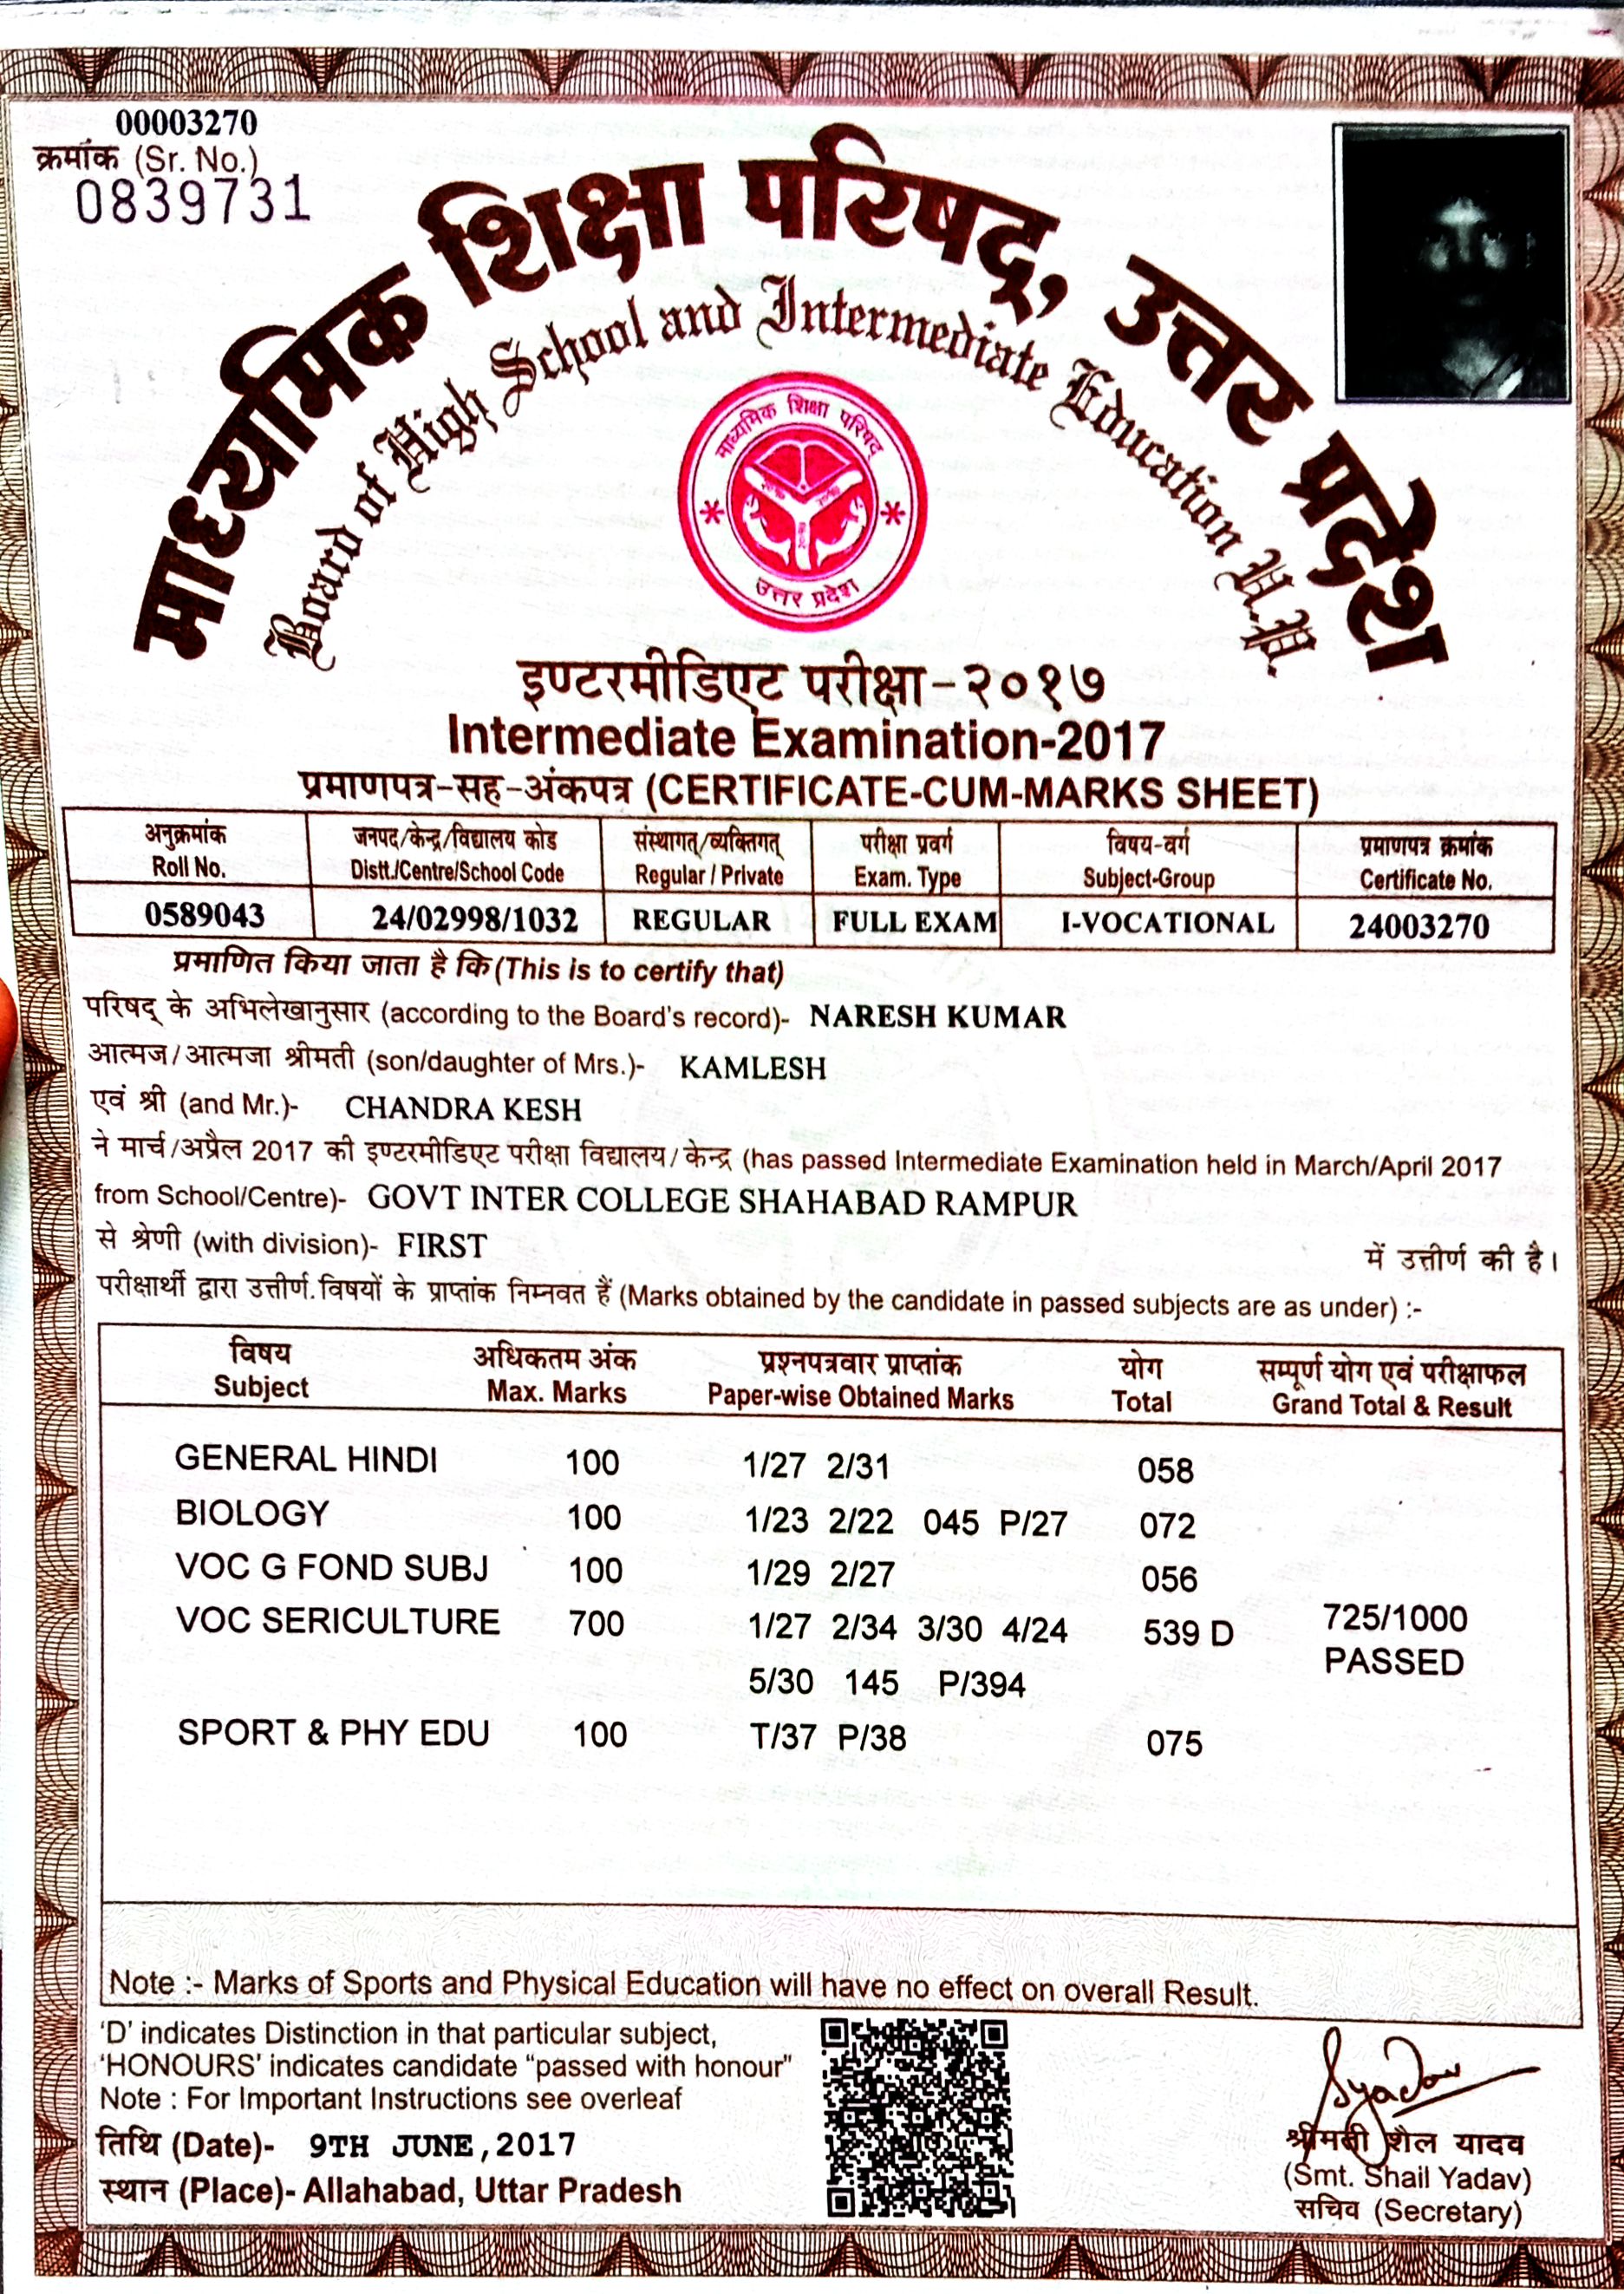 00003270
क्रमांक (Sr. No.)
0839731
माध्यमिक शिक्षा परिषद्, उत्तर प्रदेश
Board of High School and Intermediate Education U.P.
माध्यमिक शिक्षा परिषद
उत्तर प्रदेश
इण्टरमीडिएट परीक्षा-२०१७
Intermediate Examination-2017
प्रमाणपत्र-सह-अंकपत्र (CERTIFICATE-CUM-MARKS SHEET)
अनुक्रमांक जनपद/केन्द्र/विद्यालय कोड संस्थागत्/व्यक्तिगत् परीक्षा प्रवर्ग विषय-वर्ग प्रमाणपत्र क्रमांक
Roll No. Distt./Centre/School Code Regular / Private Exam. Type Subject-Group Certificate No.
0589043 24/02998/1032 REGULAR FULL EXAM I-VOCATIONAL 24003270
प्रमाणित किया जाता है कि (This is to certify that)
परिषद् के अभिलेखानुसार (according to the Board's record)- NARESH KUMAR
आत्मज/आत्मजा श्रीमती (son/daughter of Mrs.)- KAMLESH
एवं श्री (and Mr.)- CHANDRA KESH
ने मार्च/अप्रैल 2017 की इण्टरमीडिएट परीक्षा विद्यालय/केन्द्र (has passed Intermediate Examination held in March/April 2017
from School/Centre)- GOVT INTER COLLEGE SHAHABAD RAMPUR
से श्रेणी (with division)- FIRST में उत्तीर्ण की है।
परीक्षार्थी द्वारा उत्तीर्ण.विषयों के प्राप्तांक निम्नवत हैं (Marks obtained by the candidate in passed subjects are as under) :-
विषय अधिकतम अंक प्रश्नपत्रवार प्राप्तांक योग सम्पूर्ण योग एवं परीक्षाफल
Subject Max. Marks Paper-wise Obtained Marks Total Grand Total & Result
GENERAL HINDI 100 1/27 2/31 058
BIOLOGY 100 1/23 2/22 045 P/27 072
VOC G FOND SUBJ 100 1/29 2/27 056
VOC SERICULTURE 700 1/27 2/34 3/30 4/24 539 D 725/1000
5/30 145 P/394 PASSED
SPORT & PHY EDU 100 T/37 P/38 075
Note :- Marks of Sports and Physical Education will have no effect on overall Result.
'D' indicates Distinction in that particular subject,
'HONOURS' indicates candidate "passed with honour"
Note : For Important Instructions see overleaf
तिथि (Date)- 9TH JUNE,2017
स्थान (Place)- Allahabad, Uttar Pradesh
Syadav
श्रीमती शैल यादव
(Smt. Shail Yadav)
सचिव (Secretary)